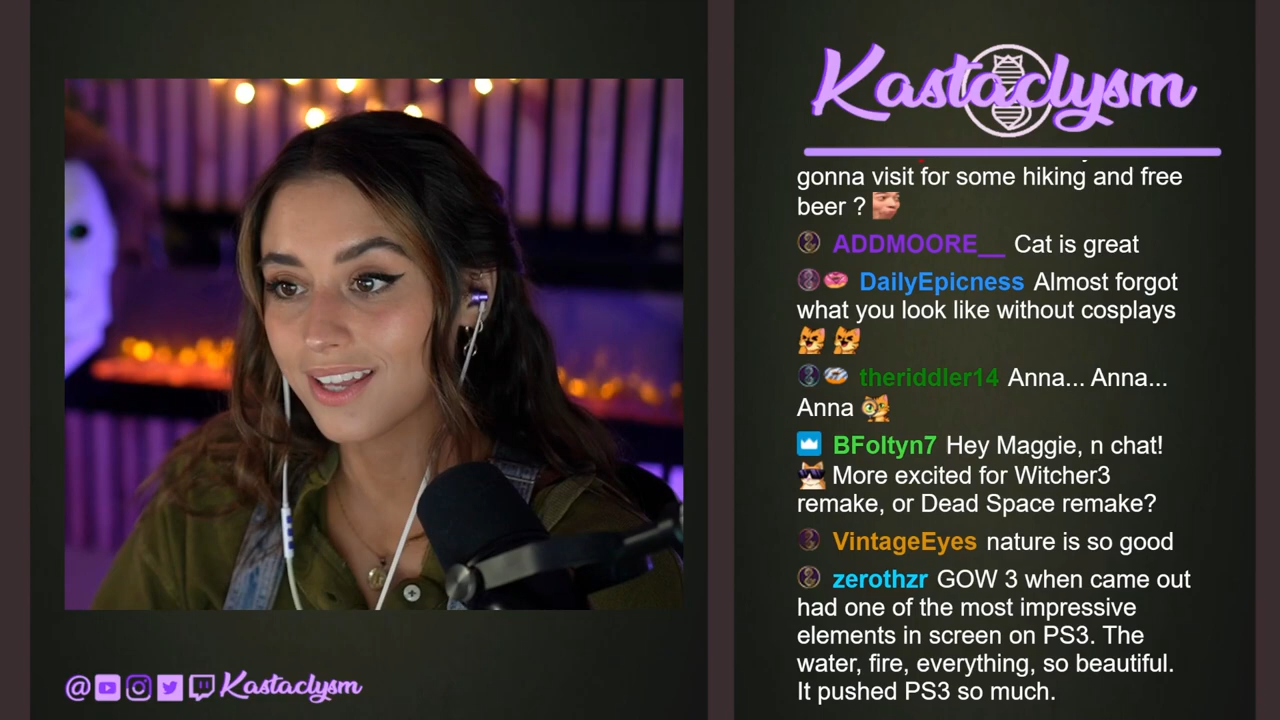 Kastaclysm
gonna visit for some hiking and free
beer ?
ADDMOORE__ Cat is great
DailyEpicness Almost forgot
what you look like without cosplays
theriddler14 Anna... Anna...
Anna
BFoltyn7 Hey Maggie, n chat!
More excited for Witcher3
remake, or Dead Space remake?
VintageEyes nature is so good
zerothzr GOW 3 when came out
had one of the most impressive
elements in screen on PS3. The
water, fire, everything, so beautiful.
It pushed PS3 so much.
@ Kastaclysm